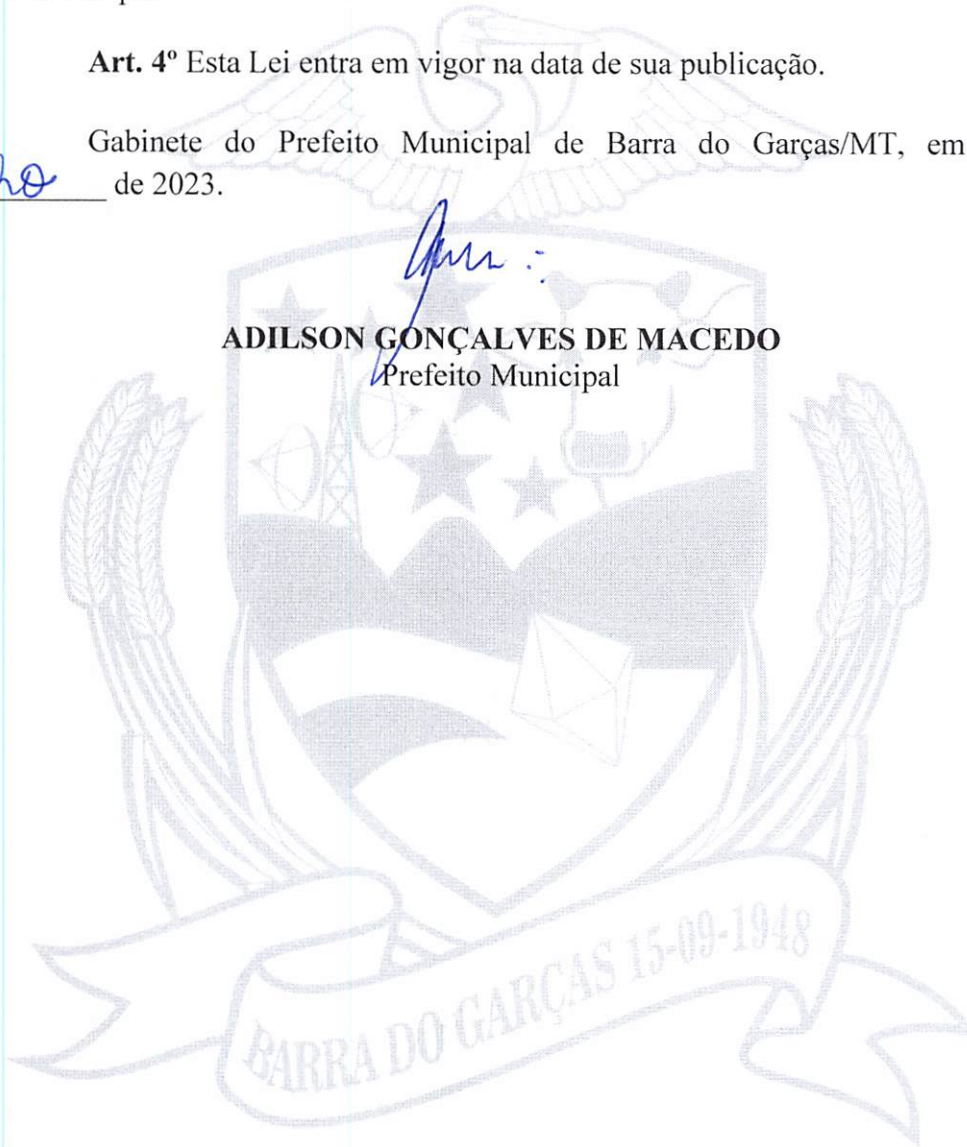 Art. 4º Esta Lei entra em vigor na data de sua publicação.
Gabinete do Prefeito Municipal de Barra do Garças/MT, em
de 2023.
ADILSON GONÇALVES DE MACEDO
Prefeito Municipal
BARRA DO GARÇAS 15-09-1948